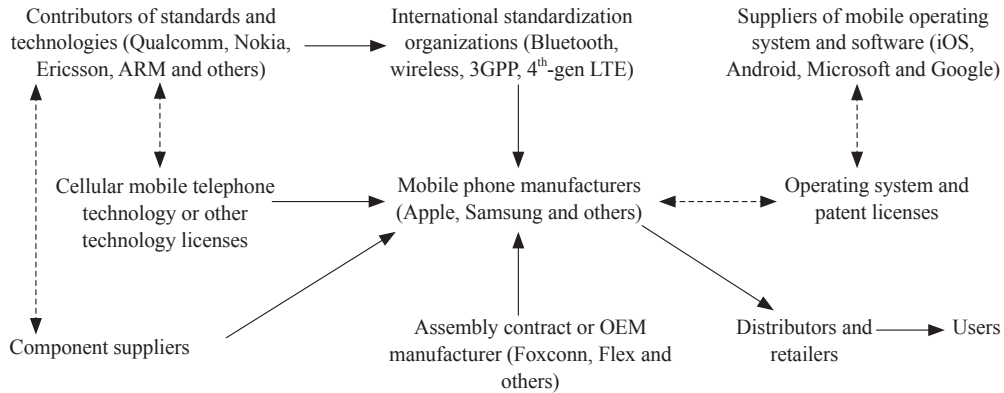 Contributors of standards and
technologies (Qualcomm, Nokia,
Ericsson, ARM and others)
International standardization
organizations (Bluetooth,
wireless, 3GPP, 4th-gen LTE)
Suppliers of mobile operating
system and software (iOS,
Android, Microsoft and Google)
Cellular mobile telephone
technology or other
technology licenses
Mobile phone manufacturers
(Apple, Samsung and others)
Operating system and
patent licenses
Component suppliers
Assembly contract or OEM
manufacturer (Foxconn, Flex and
others)
Distributors and
retailers
Users